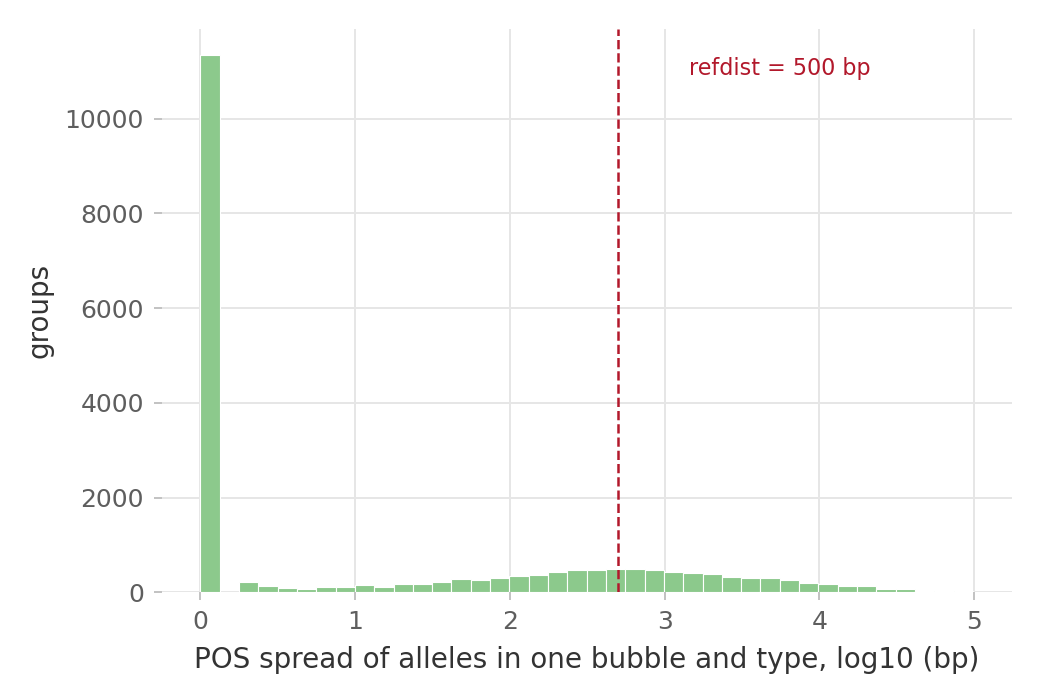 refdist = 500 bp
groups
10000
8000
6000
4000
2000
0
0 1 2 3 4 5
POS spread of alleles in one bubble and type, log10 (bp)